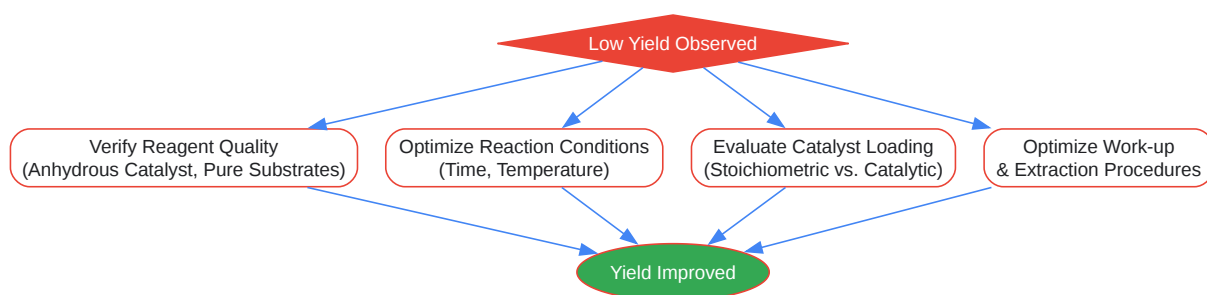 Low Yield Observed
Verify Reagent Quality
(Anhydrous Catalyst, Pure Substrates)
Optimize Reaction Conditions
(Time, Temperature)
Evaluate Catalyst Loading
(Stoichiometric vs. Catalytic)
Optimize Work-up
& Extraction Procedures
Yield Improved